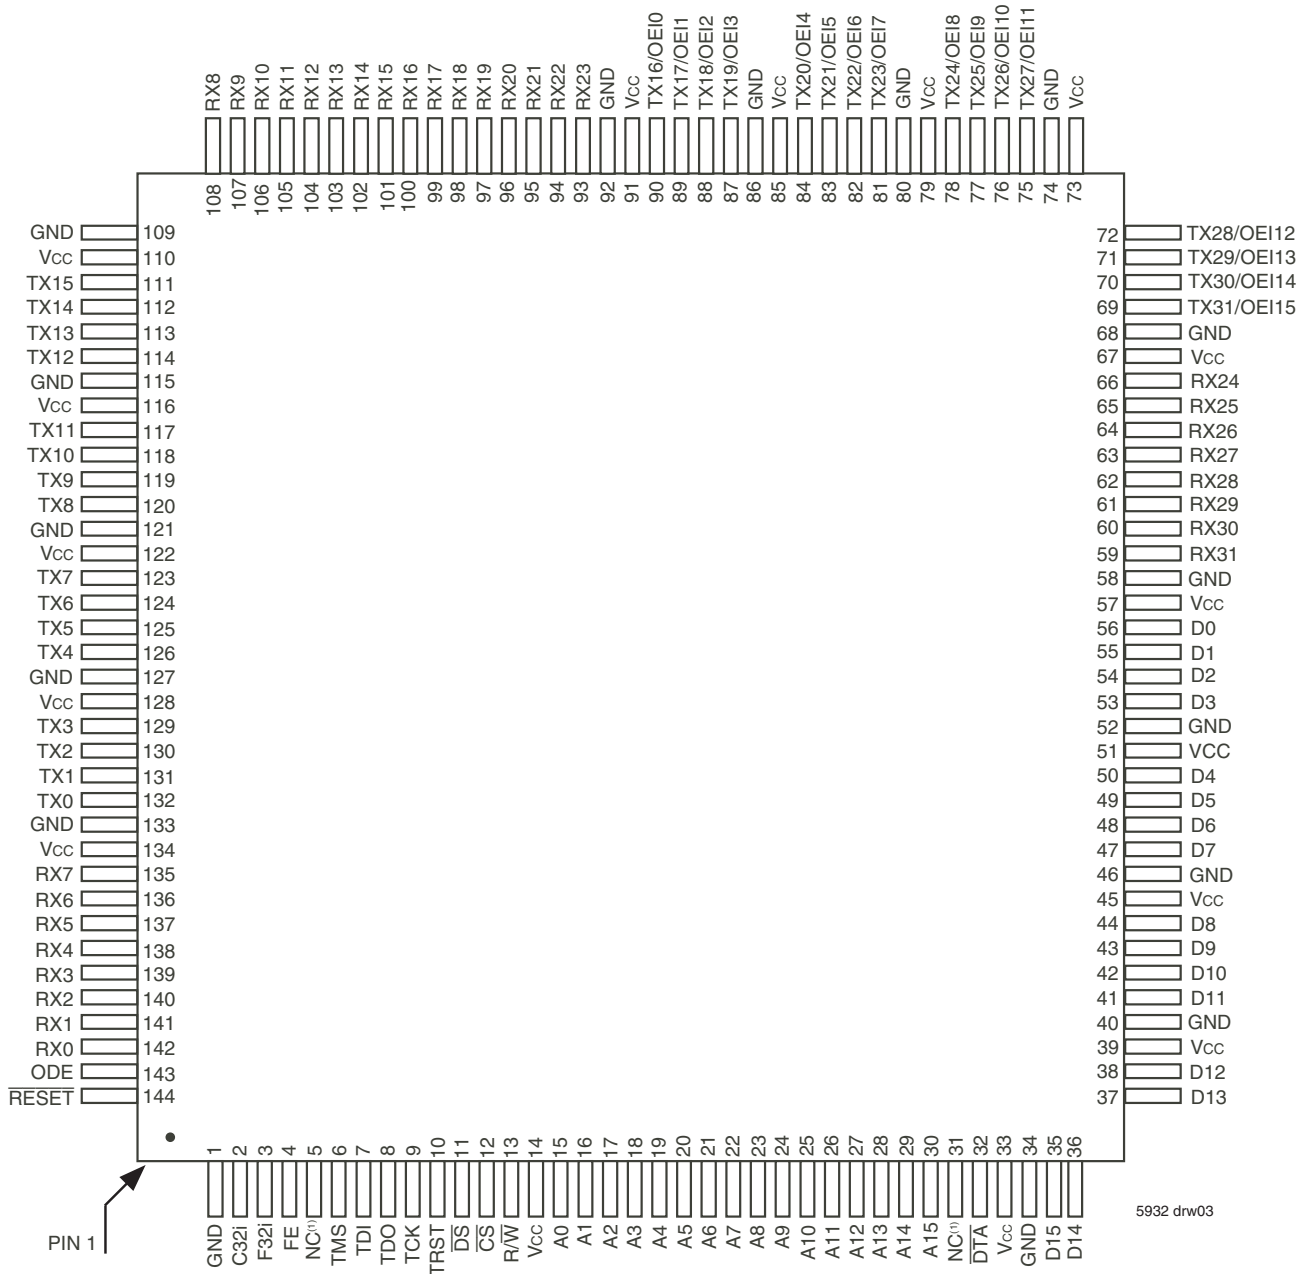 RX8
RX9
RX10
RX11
RX12
RX13
RX14
RX15
RX16
RX17
RX18
RX19
RX20
RX21
RX22
RX23
GND
Vcc
TX16/OEI0
TX17/OEI1
TX18/OEI2
TX19/OEI3
GND
Vcc
TX20/OEI4
TX21/OEI5
TX22/OEI6
TX23/OEI7
GND
Vcc
TX24/OEI8
TX25/OEI9
TX26/OEI10
TX27/OEI11
GND
Vcc
108
107
106
105
104
103
102
101
100
99
98
97
96
95
94
93
92
91
90
89
88
87
86
85
84
83
82
81
80
79
78
77
76
75
74
73
GND 109
Vcc 110
TX15 111
TX14 112
TX13 113
TX12 114
GND 115
Vcc 116
TX11 117
TX10 118
TX9 119
TX8 120
GND 121
Vcc 122
TX7 123
TX6 124
TX5 125
TX4 126
GND 127
Vcc 128
TX3 129
TX2 130
TX1 131
TX0 132
GND 133
Vcc 134
RX7 135
RX6 136
RX5 137
RX4 138
RX3 139
RX2 140
RX1 141
RX0 142
ODE 143
RESET 144
72 TX28/OEI12
71 TX29/OEI13
70 TX30/OEI14
69 TX31/OEI15
68 GND
67 Vcc
66 RX24
65 RX25
64 RX26
63 RX27
62 RX28
61 RX29
60 RX30
59 RX31
58 GND
57 Vcc
56 D0
55 D1
54 D2
53 D3
52 GND
51 VCC
50 D4
49 D5
48 D6
47 D7
46 GND
45 Vcc
44 D8
43 D9
42 D10
41 D11
40 GND
39 Vcc
38 D12
37 D13
1
2
3
4
5
6
7
8
9
10
11
12
13
14
15
16
17
18
19
20
21
22
23
24
25
26
27
28
29
30
31
32
33
34
35
36
GND
C32i
F32i
FE
NC(1)
TMS
TDI
TDO
TCK
TRST
DS
CS
R/W
Vcc
A0
A1
A2
A3
A4
A5
A6
A7
A8
A9
A10
A11
A12
A13
A14
A15
NC(1)
DTA
Vcc
GND
D15
D14
PIN 1
5932 drw03